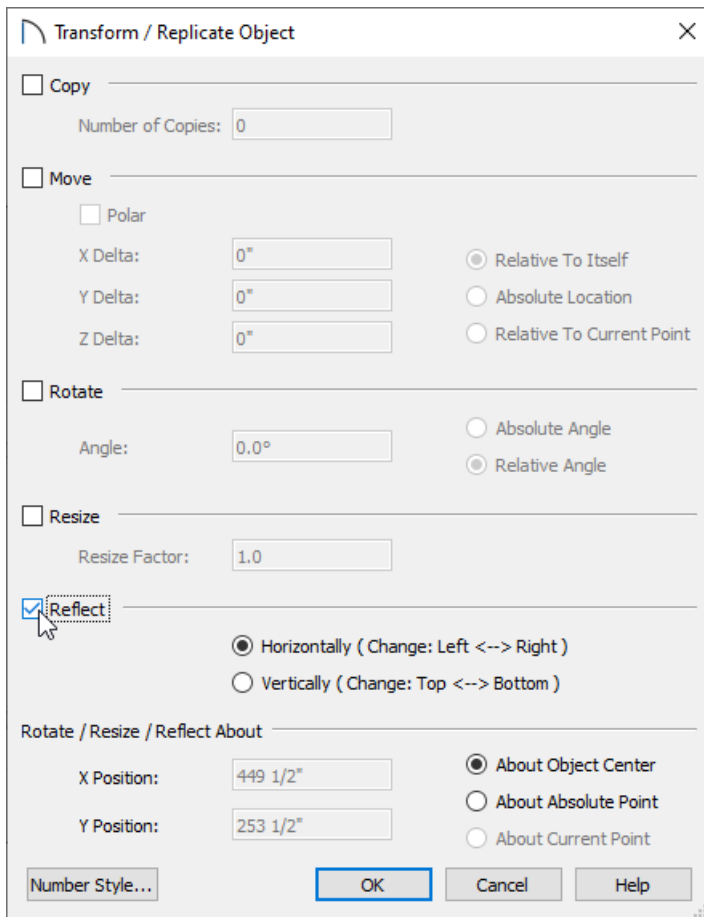 Transform / Replicate Object
Copy
Number of Copies: 0
Move
Polar
X Delta: 0"
Relative To Itself
Y Delta: 0"
Absolute Location
Z Delta: 0"
Relative To Current Point
Rotate
Absolute Angle
Angle: 0.0°
Relative Angle
Resize
Resize Factor: 1.0
Reflect
Horizontally ( Change: Left <--> Right )
Vertically ( Change: Top <--> Bottom )
Rotate / Resize / Reflect About
X Position: 449 1/2"
About Object Center
About Absolute Point
Y Position: 253 1/2"
About Current Point
Number Style... OK Cancel Help